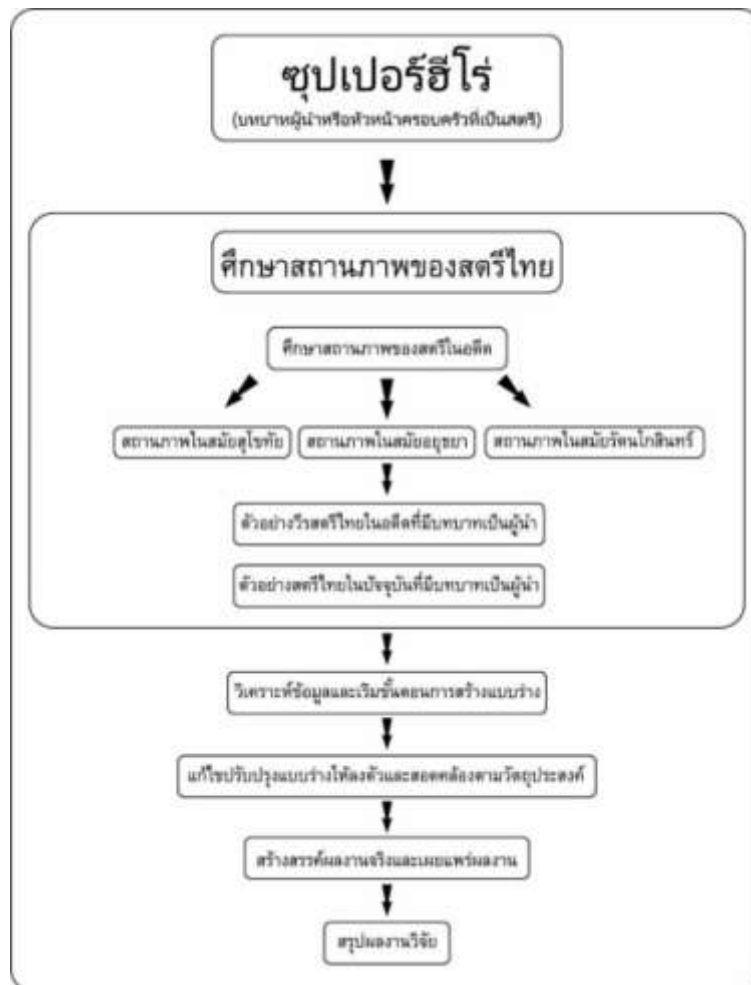 ซุปเปอร์ฮีโร่
(บทบาทผู้นำหรือหัวหน้าครอบครัวที่เป็นสตรี)
ศึกษาสถานภาพของสตรีไทย
ศึกษาสถานภาพของสตรีในอดีต
สถานภาพในสมัยสุโขทัย
สถานภาพในสมัยอยุธยา
สถานภาพในสมัยรัตนโกสินทร์
ตัวอย่างวีรสตรีไทยในอดีตที่มีบทบาทเป็นผู้นำ
ตัวอย่างสตรีไทยในปัจจุบันที่มีบทบาทเป็นผู้นำ
วิเคราะห์ข้อมูลและเริ่มขั้นตอนการสร้างแบบร่าง
แก้ไขปรับปรุงแบบร่างให้ลงตัวและสอดคล้องตามวัตถุประสงค์
สร้างสรรค์ผลงานจริงและเผยแพร่ผลงาน
สรุปผลงานวิจัย